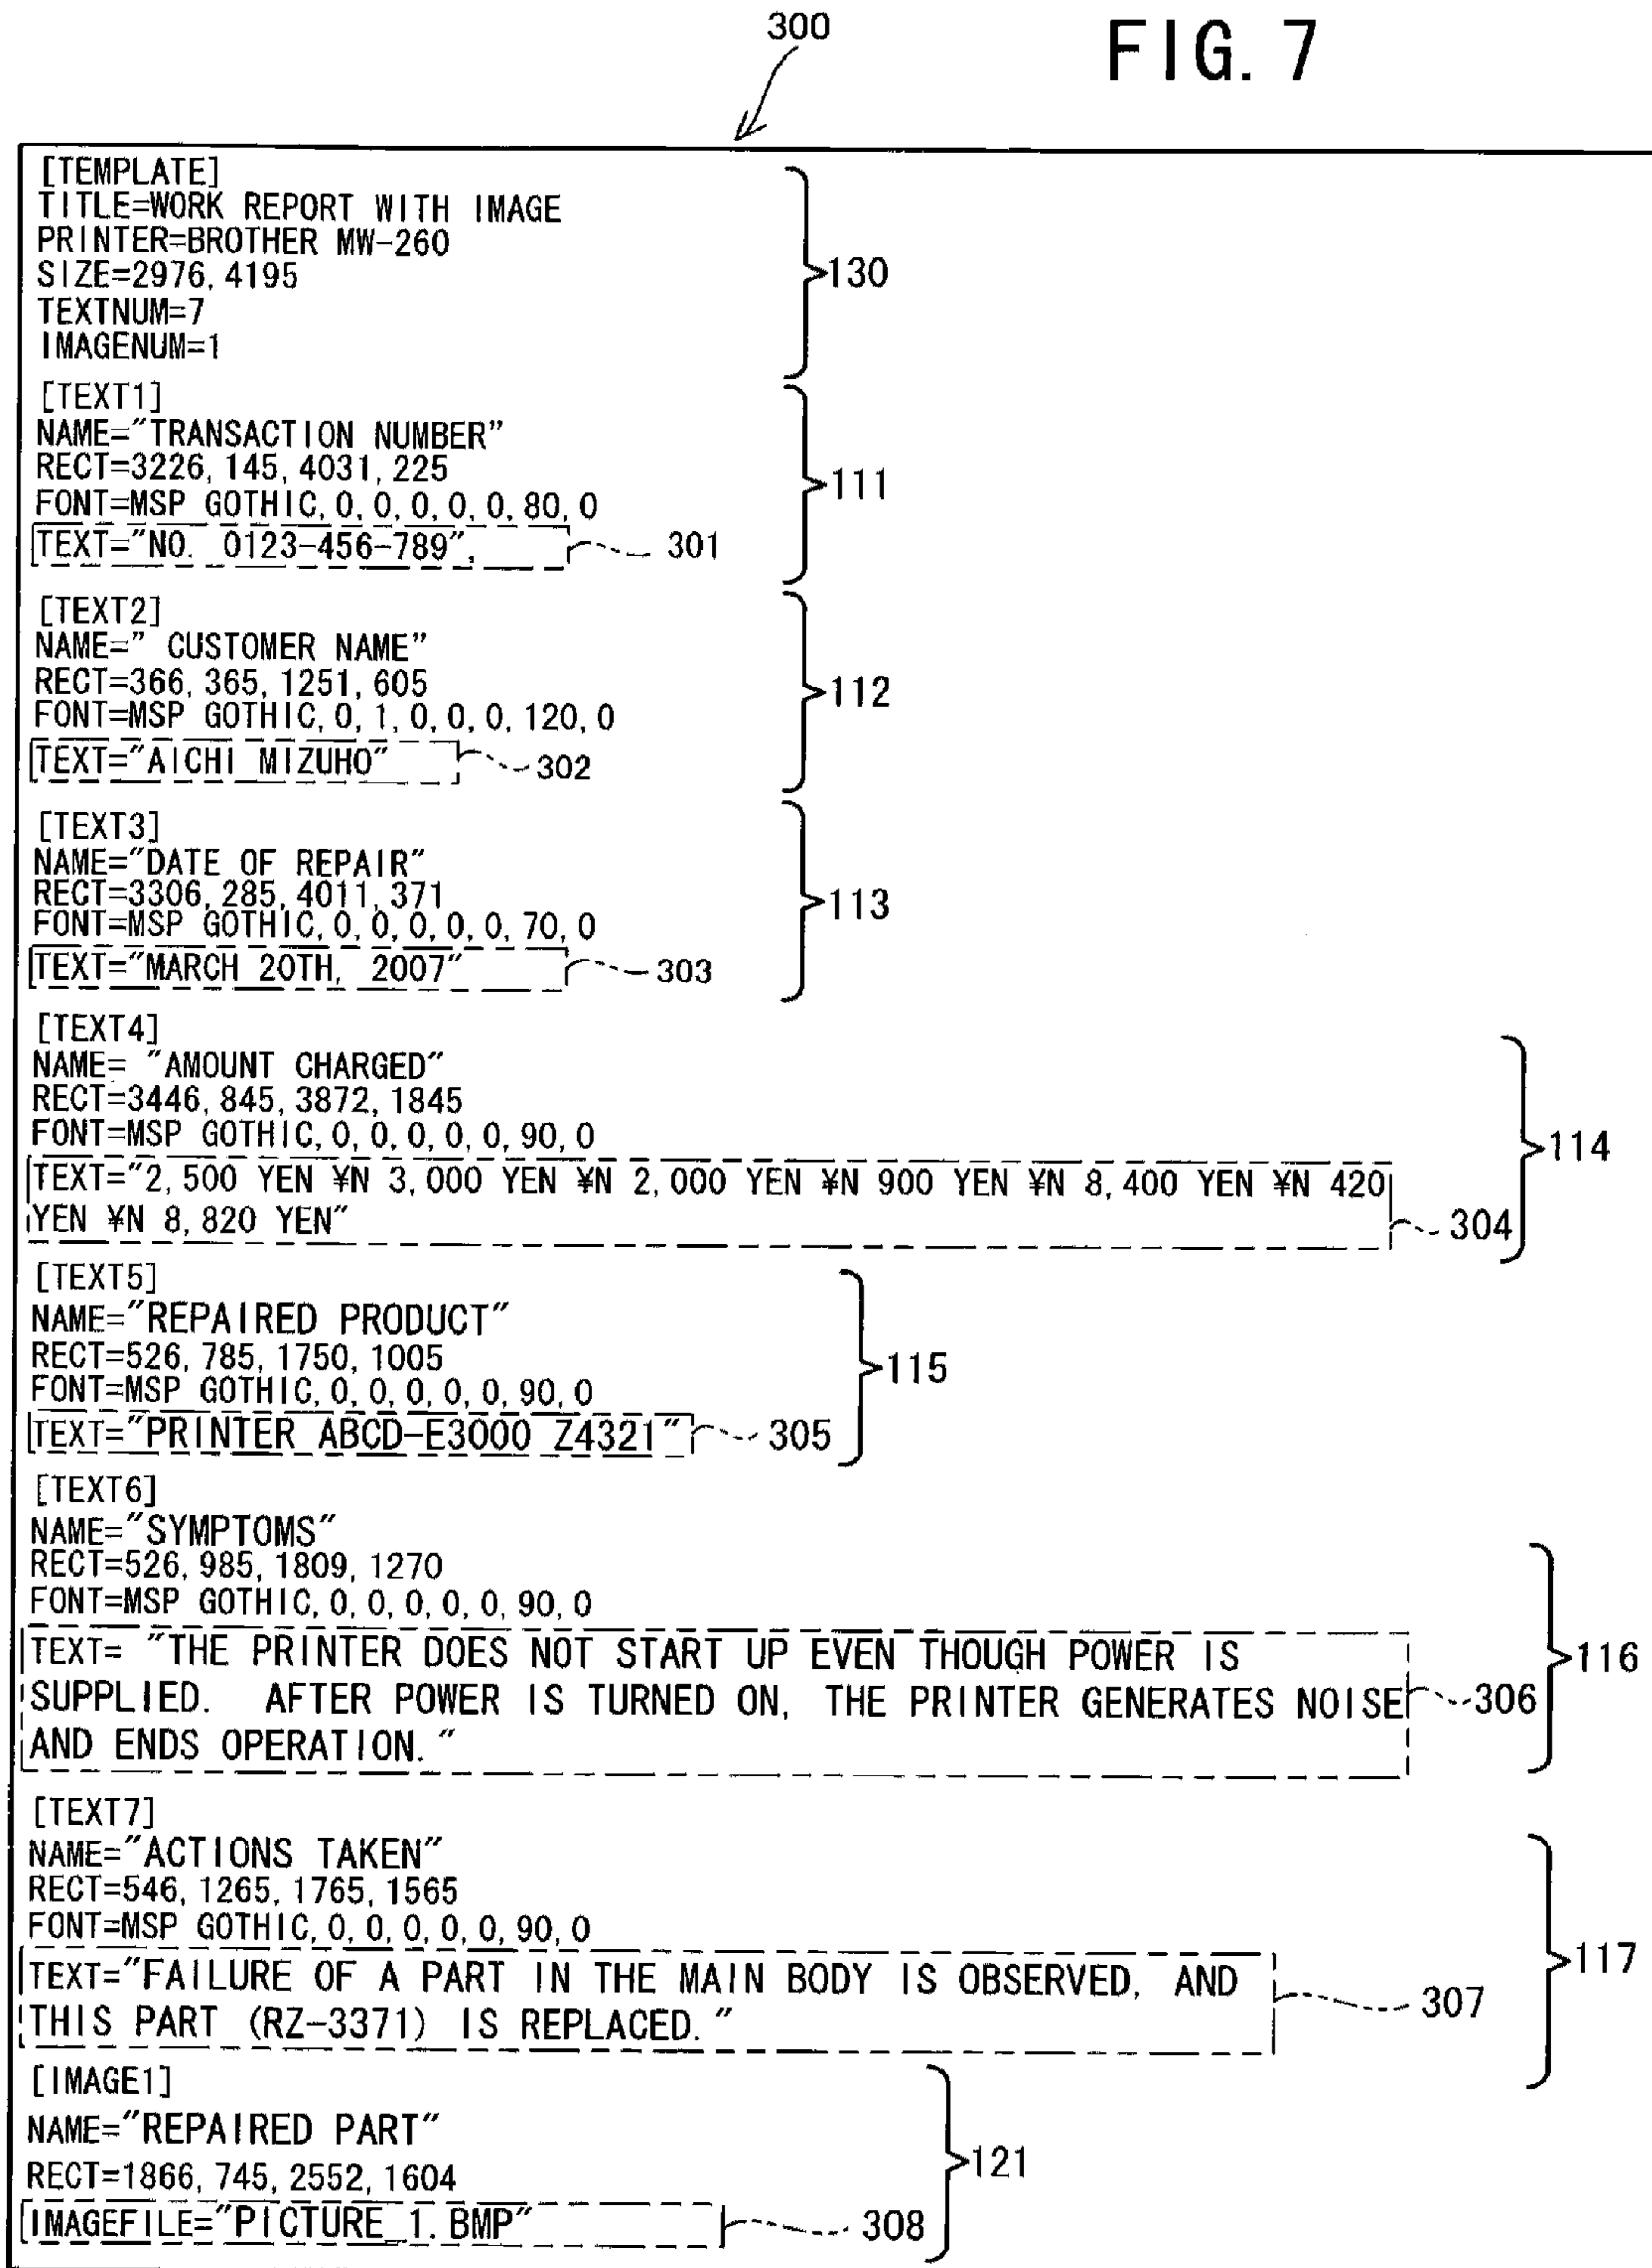 300
FIG. 7
[TEMPLATE]
TITLE=WORK REPORT WITH IMAGE
PRINTER=BROTHER MW-260
SIZE=2976, 4195
130
TEXTNUM=7
IMAGENUM=1
[TEXT1]
NAME="TRANSACTION NUMBER"
RECT=3226, 145, 4031, 225
111
FONT=MSP GOTHIC, 0, 0, 0, 0, 0, 80, 0
TEXT="NO. 0123-456-789",
301
[TEXT2]
NAME=" CUSTOMER NAME"
RECT=366, 365, 1251, 605
112
FONT=MSP GOTHIC, 0, 1, 0, 0, 0, 120, 0
TEXT="AICHI MIZUHO"
302
[TEXT3]
NAME="DATE OF REPAIR"
RECT=3306, 285, 4011, 371
113
FONT=MSP GOTHIC, 0, 0, 0, 0, 0, 70, 0
TEXT="MARCH 20TH, 2007"
303
[TEXT4]
NAME= "AMOUNT CHARGED"
RECT=3446, 845, 3872, 1845
FONT=MSP GOTHIC, 0, 0, 0, 0, 0, 90, 0
114
TEXT="2, 500 YEN ¥N 3, 000 YEN ¥N 2, 000 YEN ¥N 900 YEN ¥N 8, 400 YEN ¥N 420
YEN ¥N 8, 820 YEN"
304
[TEXT5]
NAME="REPAIRED PRODUCT"
RECT=526, 785, 1750, 1005
115
FONT=MSP GOTHIC, 0, 0, 0, 0, 0, 90, 0
TEXT="PRINTER ABCD-E3000 Z4321"
305
[TEXT6]
NAME="SYMPTOMS"
RECT=526, 985, 1809, 1270
FONT=MSP GOTHIC, 0, 0, 0, 0, 0, 90, 0
TEXT= "THE PRINTER DOES NOT START UP EVEN THOUGH POWER IS
116
SUPPLIED. AFTER POWER IS TURNED ON, THE PRINTER GENERATES NOISE
306
AND ENDS OPERATION."
[TEXT7]
NAME="ACTIONS TAKEN"
RECT=546, 1265, 1765, 1565
FONT=MSP GOTHIC, 0, 0, 0, 0, 0, 90, 0
117
TEXT="FAILURE OF A PART IN THE MAIN BODY IS OBSERVED, AND
307
THIS PART (RZ-3371) IS REPLACED."
[IMAGE1]
NAME="REPAIRED PART"
121
RECT=1866, 745, 2552, 1604
IMAGEFILE="PICTURE_1. BMP"
308